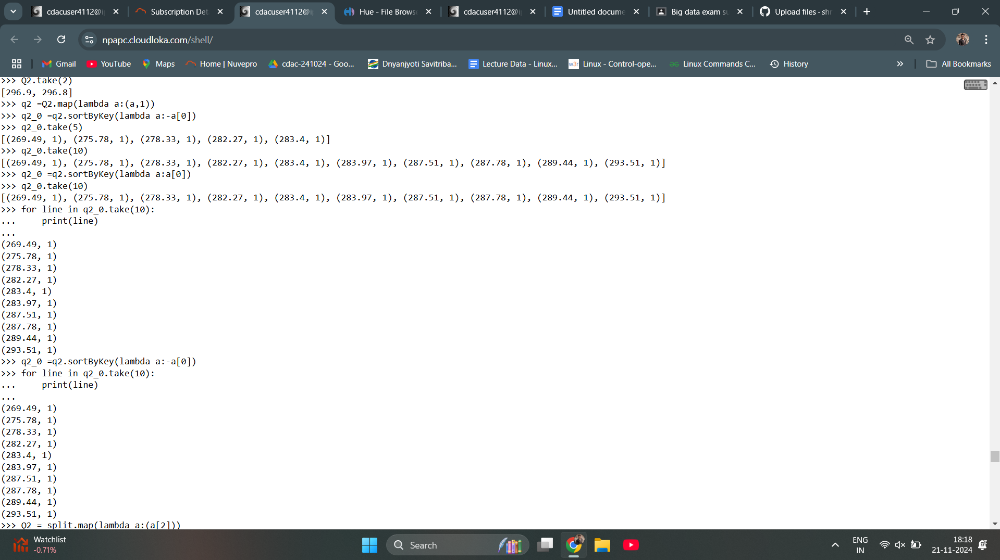 cdacuser4112@i
Subscription Det
cdacuser4112@i
Hue - File Browse
cdacuser4112@i
Untitled docume
Big data exam su
Upload files · shr
npapc.cloudloka.com/shell/
Gmail
YouTube
Maps
Home | Nuvepro
cdac-241024 - Goo...
Dnyanjyoti Savitriba...
Lecture Data - Linux...
w3r
Linux - Control-ope...
Linux Commands C...
History
All Bookmarks
>>> Q2.take(2)
[296.9, 296.8]
>>> q2 =Q2.map(lambda a:(a,1))
>>> q2_0 =q2.sortByKey(lambda a:-a[0])
>>> q2_0.take(5)
[(269.49, 1), (275.78, 1), (278.33, 1), (282.27, 1), (283.4, 1)]
>>> q2_0.take(10)
[(269.49, 1), (275.78, 1), (278.33, 1), (282.27, 1), (283.4, 1), (283.97, 1), (287.51, 1), (287.78, 1), (289.44, 1), (293.51, 1)]
>>> q2_0 =q2.sortByKey(lambda a:a[0])
>>> q2_0.take(10)
[(269.49, 1), (275.78, 1), (278.33, 1), (282.27, 1), (283.4, 1), (283.97, 1), (287.51, 1), (287.78, 1), (289.44, 1), (293.51, 1)]
>>> for line in q2_0.take(10):
...     print(line)
...
(269.49, 1)
(275.78, 1)
(278.33, 1)
(282.27, 1)
(283.4, 1)
(283.97, 1)
(287.51, 1)
(287.78, 1)
(289.44, 1)
(293.51, 1)
>>> q2_0 =q2.sortByKey(lambda a:-a[0])
>>> for line in q2_0.take(10):
...     print(line)
...
(269.49, 1)
(275.78, 1)
(278.33, 1)
(282.27, 1)
(283.4, 1)
(283.97, 1)
(287.51, 1)
(287.78, 1)
(289.44, 1)
(293.51, 1)
>>> Q2 = split.map(lambda a:(a[2]))
Watchlist
-0.71%
Search
ENG
IN
18:18
21-11-2024